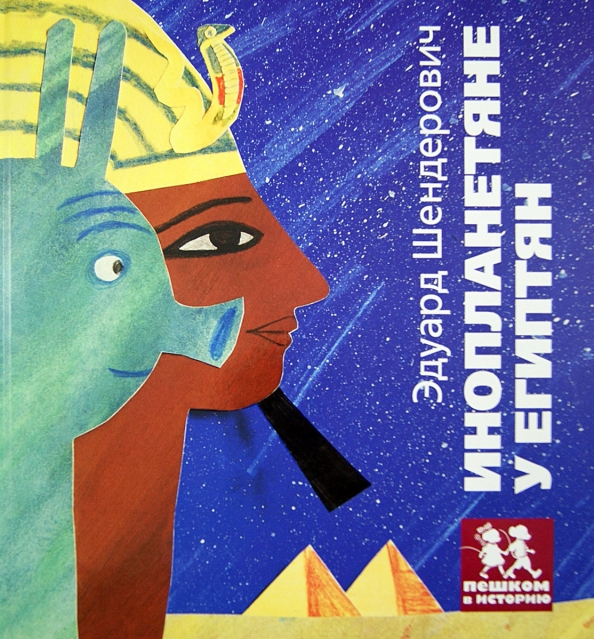 Эдуард Шендерович
ИНОПЛАНЕТЯНЕ
У ЕГИПТЯН
ПЕШКОМ
В ИСТОРИЮ